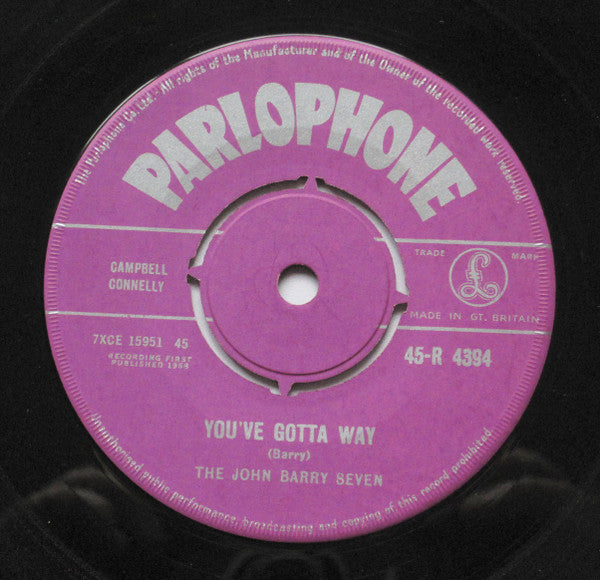 The Parlophone Co. Ltd. All rights of the Manufacturer and of the Owner of the recorded work reserved.
PARLOPHONE
CAMPBELL
CONNELLY
TRADE MARK
£
MADE IN GT. BRITAIN
7XCE 15951 45
RECORDING FIRST
PUBLISHED 1958
45-R 4394
YOU'VE GOTTA WAY
(Barry)
THE JOHN BARRY SEVEN
Unauthorised public performance, broadcasting and copying of this record prohibited.